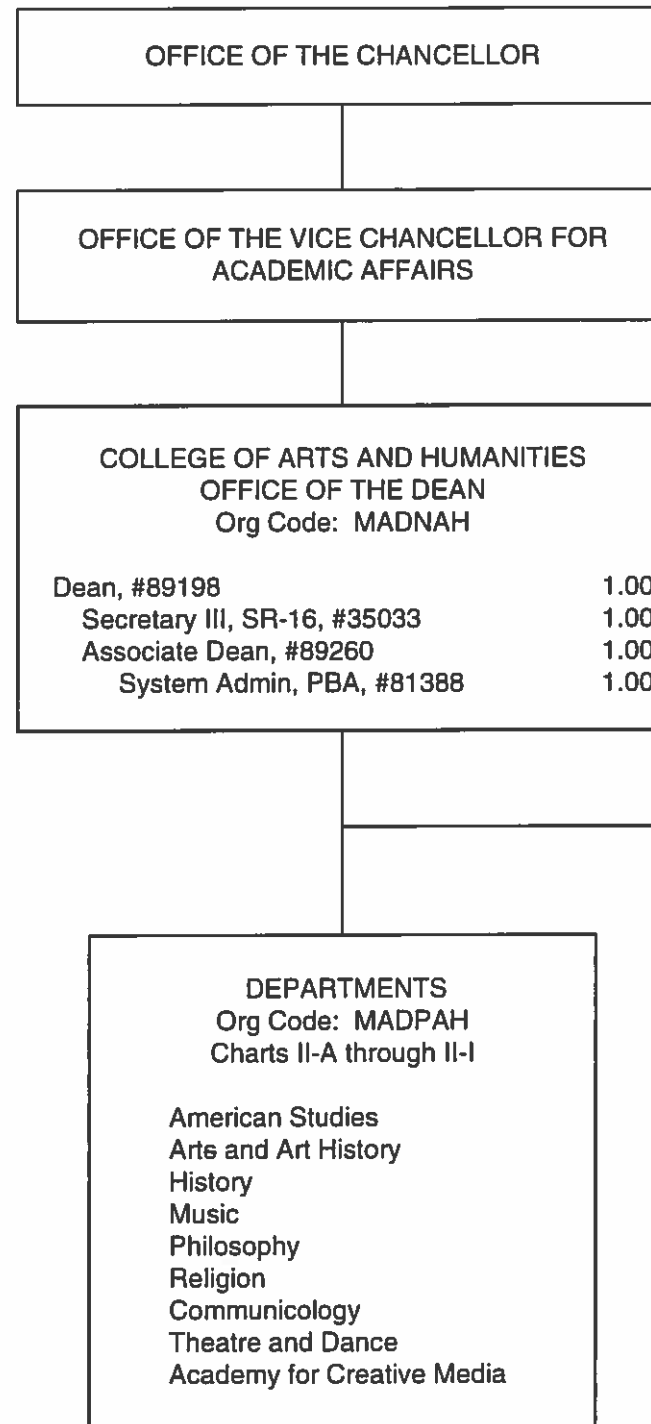 OFFICE OF THE CHANCELLOR
OFFICE OF THE VICE CHANCELLOR FOR
ACADEMIC AFFAIRS
COLLEGE OF ARTS AND HUMANITIES
OFFICE OF THE DEAN
Org Code: MADNAH
Dean, #89198 1.00
Secretary III, SR-16, #35033 1.00
Associate Dean, #89260 1.00
System Admin, PBA, #81388 1.00
DEPARTMENTS
Org Code: MADPAH
Charts II-A through II-I
American Studies
Arts and Art History
History
Music
Philosophy
Religion
Communicology
Theatre and Dance
Academy for Creative Media